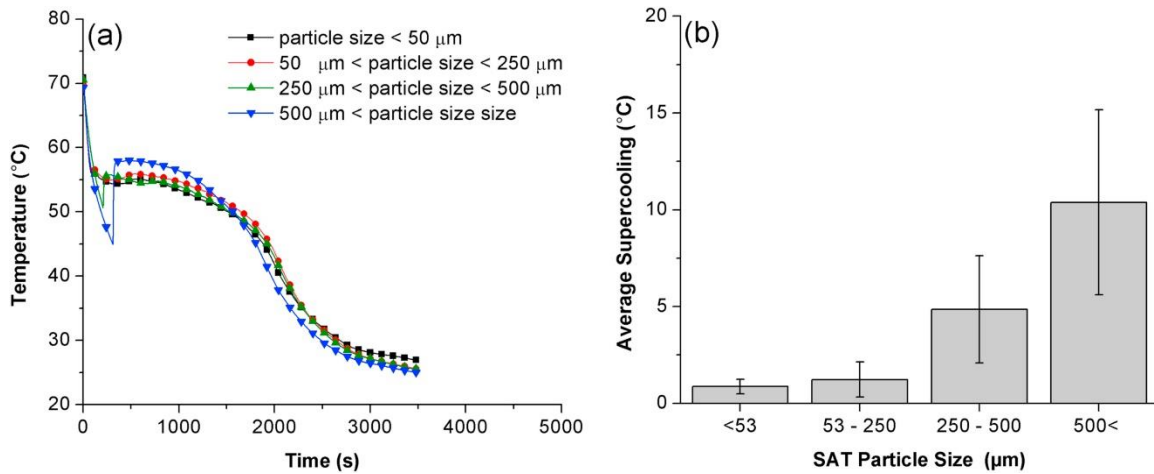 (a)
particle size < 50 μm
50 μm < particle size < 250 μm
250 μm < particle size < 500 μm
500 μm < particle size size
Temperature (°C)
80
70
60
50
40
30
20
0 1000 2000 3000 4000 5000
Time (s)
(b)
Average Supercooling (°C)
20
15
10
5
0
<53 53 - 250 250 - 500 500<
SAT Particle Size (μm)